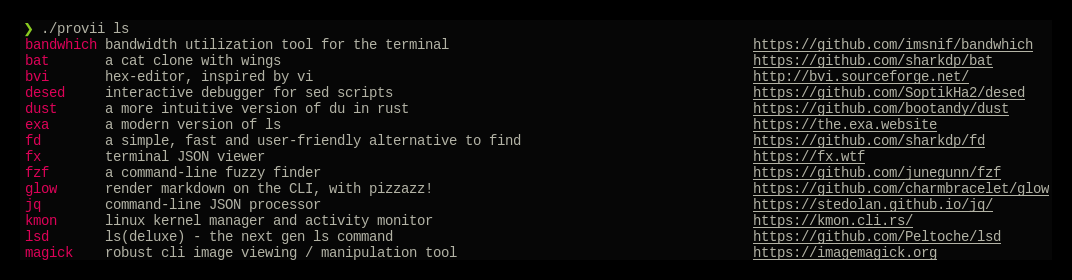 ❯ ./provii ls
bandwhich bandwidth utilization tool for the terminal https://github.com/imsnif/bandwhich
bat a cat clone with wings https://github.com/sharkdp/bat
bvi hex-editor, inspired by vi http://bvi.sourceforge.net/
desed interactive debugger for sed scripts https://github.com/SoptikHa2/desed
dust a more intuitive version of du in rust https://github.com/bootandy/dust
exa a modern version of ls https://the.exa.website
fd a simple, fast and user-friendly alternative to find https://github.com/sharkdp/fd
fx terminal JSON viewer https://fx.wtf
fzf a command-line fuzzy finder https://github.com/junegunn/fzf
glow render markdown on the CLI, with pizzazz! https://github.com/charmbracelet/glow
jq command-line JSON processor https://stedolan.github.io/jq/
kmon linux kernel manager and activity monitor https://kmon.cli.rs/
lsd ls(deluxe) - the next gen ls command https://github.com/Peltoche/lsd
magick robust cli image viewing / manipulation tool https://imagemagick.org